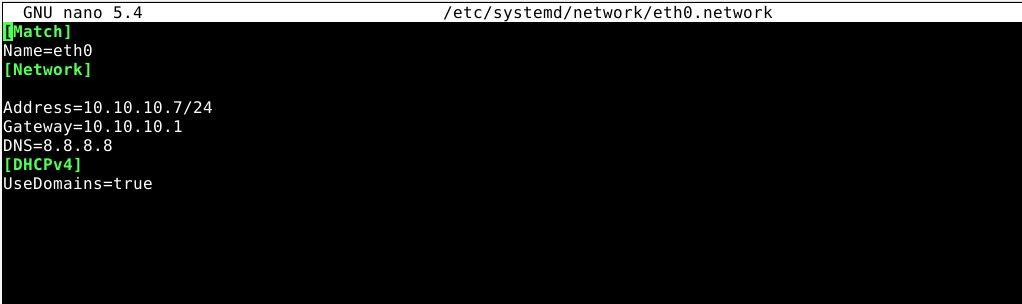 GNU nano 5.4 /etc/systemd/network/eth0.network
[Match]
Name=eth0
[Network]
Address=10.10.10.7/24
Gateway=10.10.10.1
DNS=8.8.8.8
[DHCPv4]
UseDomains=true